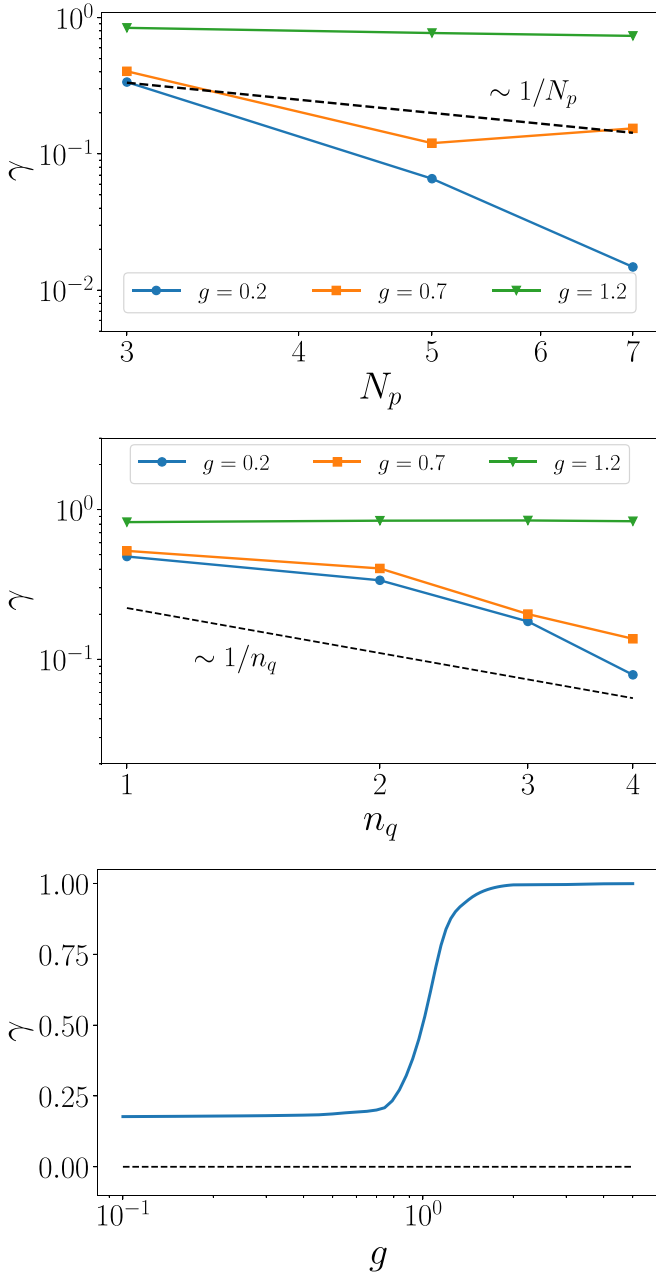 10^0
10^{-1}
10^{-2}
γ
∼ 1/N_p
g = 0.2 g = 0.7 g = 1.2
3 4 5 6 7
N_p
g = 0.2 g = 0.7 g = 1.2
10^0
10^{-1}
γ
∼ 1/n_q
1 2 3 4
n_q
1.00
0.75
0.50
0.25
0.00
γ
10^{-1} 10^0
g